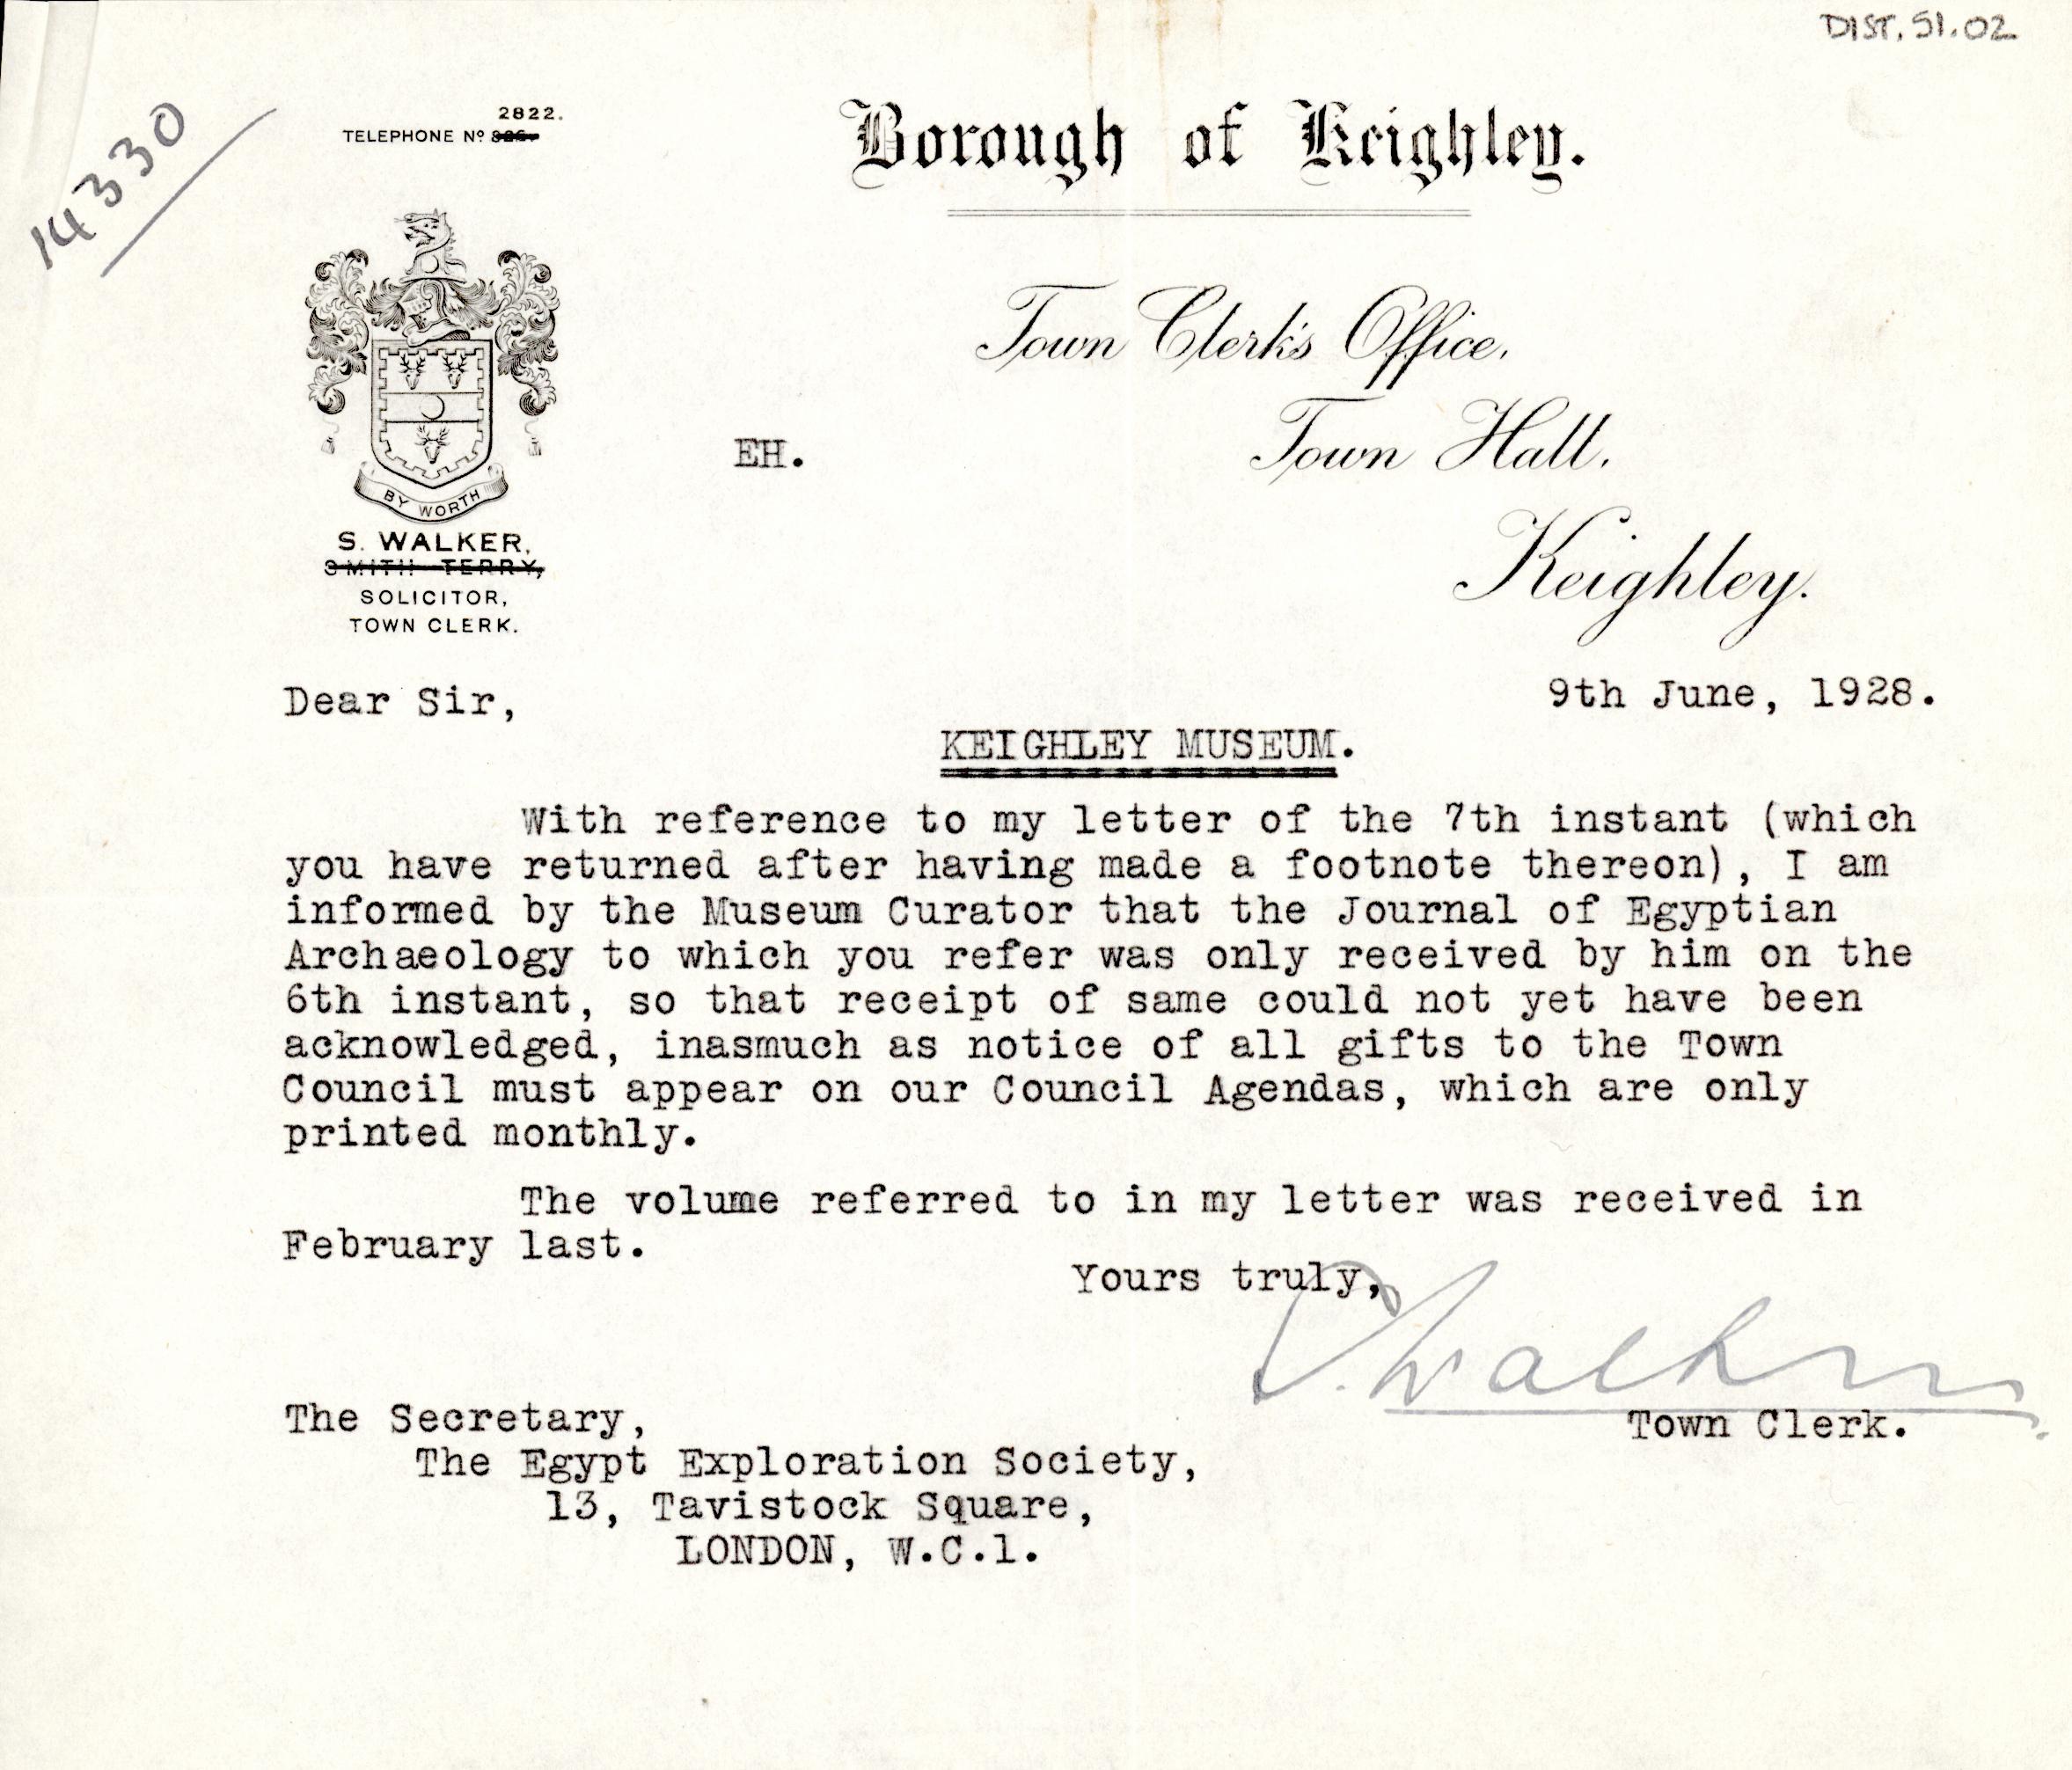 DIST. 51.02
14330
2822.
TELEPHONE Nº
Borough of Keighley.
Town Clerk's Office,
Town Hall,
Keighley.
EH.
BY WORTH
S. WALKER,
SMITH TERRY,
SOLICITOR,
TOWN CLERK.
9th June, 1928.
Dear Sir,
KEIGHLEY MUSEUM.
With reference to my letter of the 7th instant (which
you have returned after having made a footnote thereon), I am
informed by the Museum Curator that the Journal of Egyptian
Archaeology to which you refer was only received by him on the
6th instant, so that receipt of same could not yet have been
acknowledged, inasmuch as notice of all gifts to the Town
Council must appear on our Council Agendas, which are only
printed monthly.
The volume referred to in my letter was received in
February last.
Yours truly,
S. Walker
Town Clerk.
The Secretary,
The Egypt Exploration Society,
13, Tavistock Square,
LONDON, W.C.1.